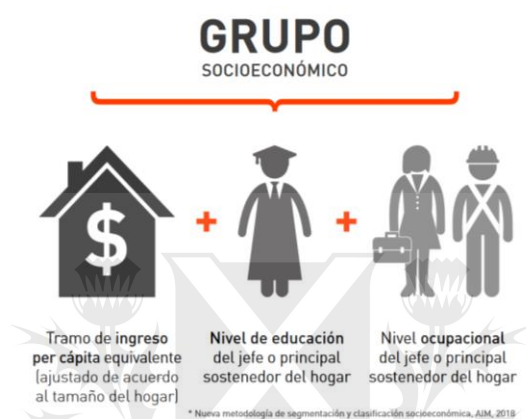 GRUPO
SOCIOECONÓMICO
$
+
+
Tramo de ingreso
per cápita equivalente
(ajustado de acuerdo
al tamaño del hogar)
Nivel de educación
del jefe o principal
sostenedor del hogar
Nivel ocupacional
del jefe o principal
sostenedor del hogar
* Nueva metodología de segmentación y clasificación socioeconómica, AIM, 2018